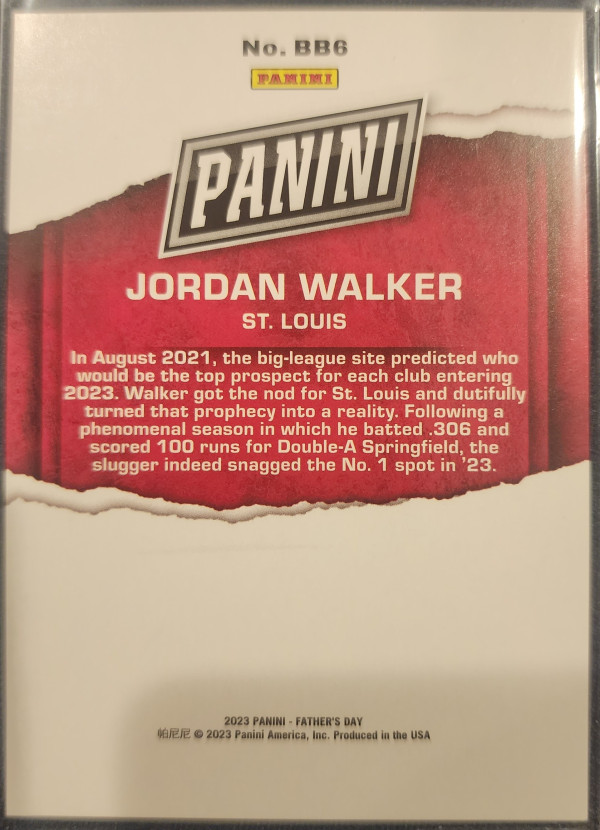 No. BB6
PANINI
PANINI
JORDAN WALKER
ST. LOUIS
In August 2021, the big-league site predicted who
would be the top prospect for each club entering
2023. Walker got the nod for St. Louis and dutifully
turned that prophecy into a reality. Following a
phenomenal season in which he batted .306 and
scored 100 runs for Double-A Springfield, the
slugger indeed snagged the No. 1 spot in '23.
2023 PANINI - FATHER'S DAY
帕尼尼 © 2023 Panini America, Inc. Produced in the USA